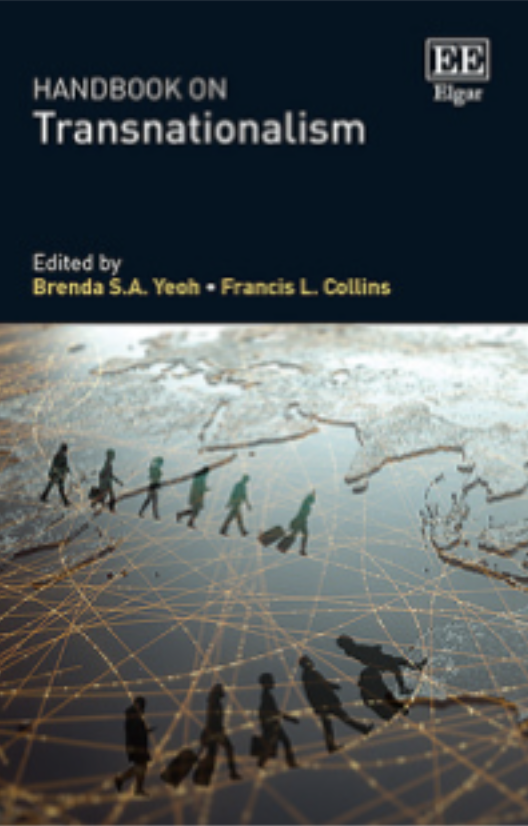 EE
Elgar
HANDBOOK ON
Transnationalism
Edited by
Brenda S.A. Yeoh • Francis L. Collins